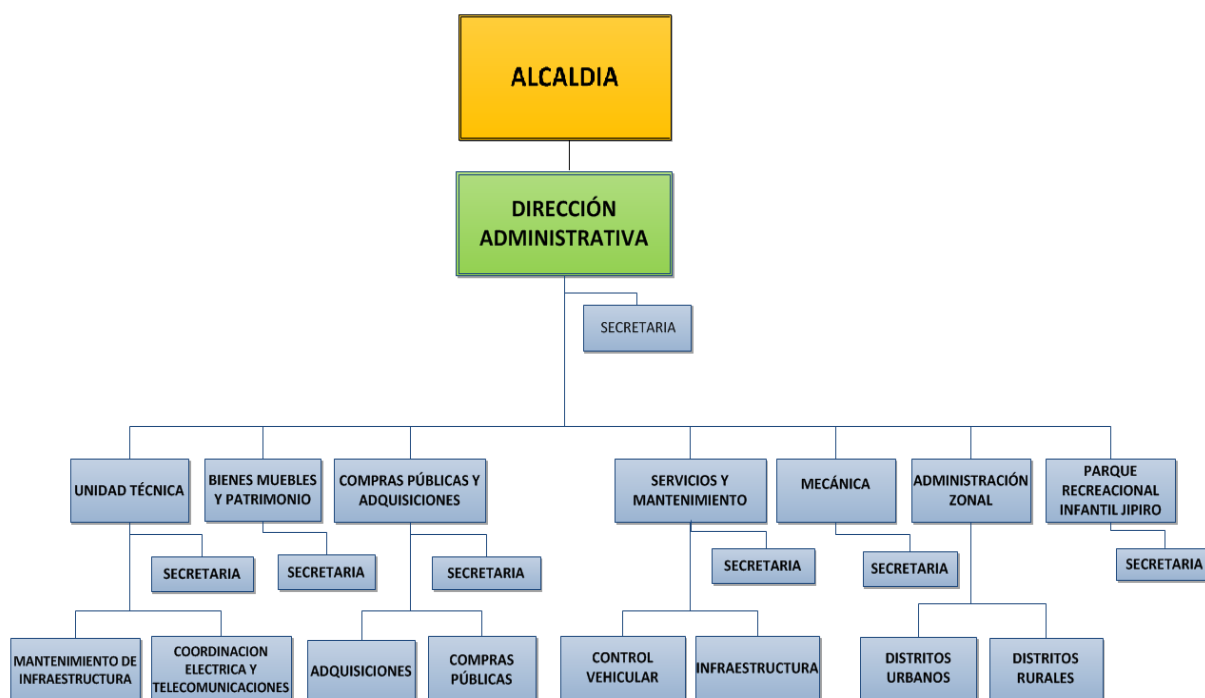 ALCALDIA
DIRECCIÓN
ADMINISTRATIVA
SECRETARIA
UNIDAD TÉCNICA
BIENES MUEBLES
Y PATRIMONIO
COMPRAS PÚBLICAS Y
ADQUISICIONES
SERVICIOS Y
MANTENIMIENTO
MECÁNICA
ADMINISTRACIÓN
ZONAL
PARQUE
RECREACIONAL
INFANTIL JIPIRO
SECRETARIA
SECRETARIA
SECRETARIA
SECRETARIA
SECRETARIA
SECRETARIA
MANTENIMIENTO DE
INFRAESTRUCTURA
COORDINACION
ELECTRICA Y
TELECOMUNICACIONES
ADQUISICIONES
COMPRAS
PÚBLICAS
CONTROL
VEHICULAR
INFRAESTRUCTURA
DISTRITOS
URBANOS
DISTRITOS
RURALES